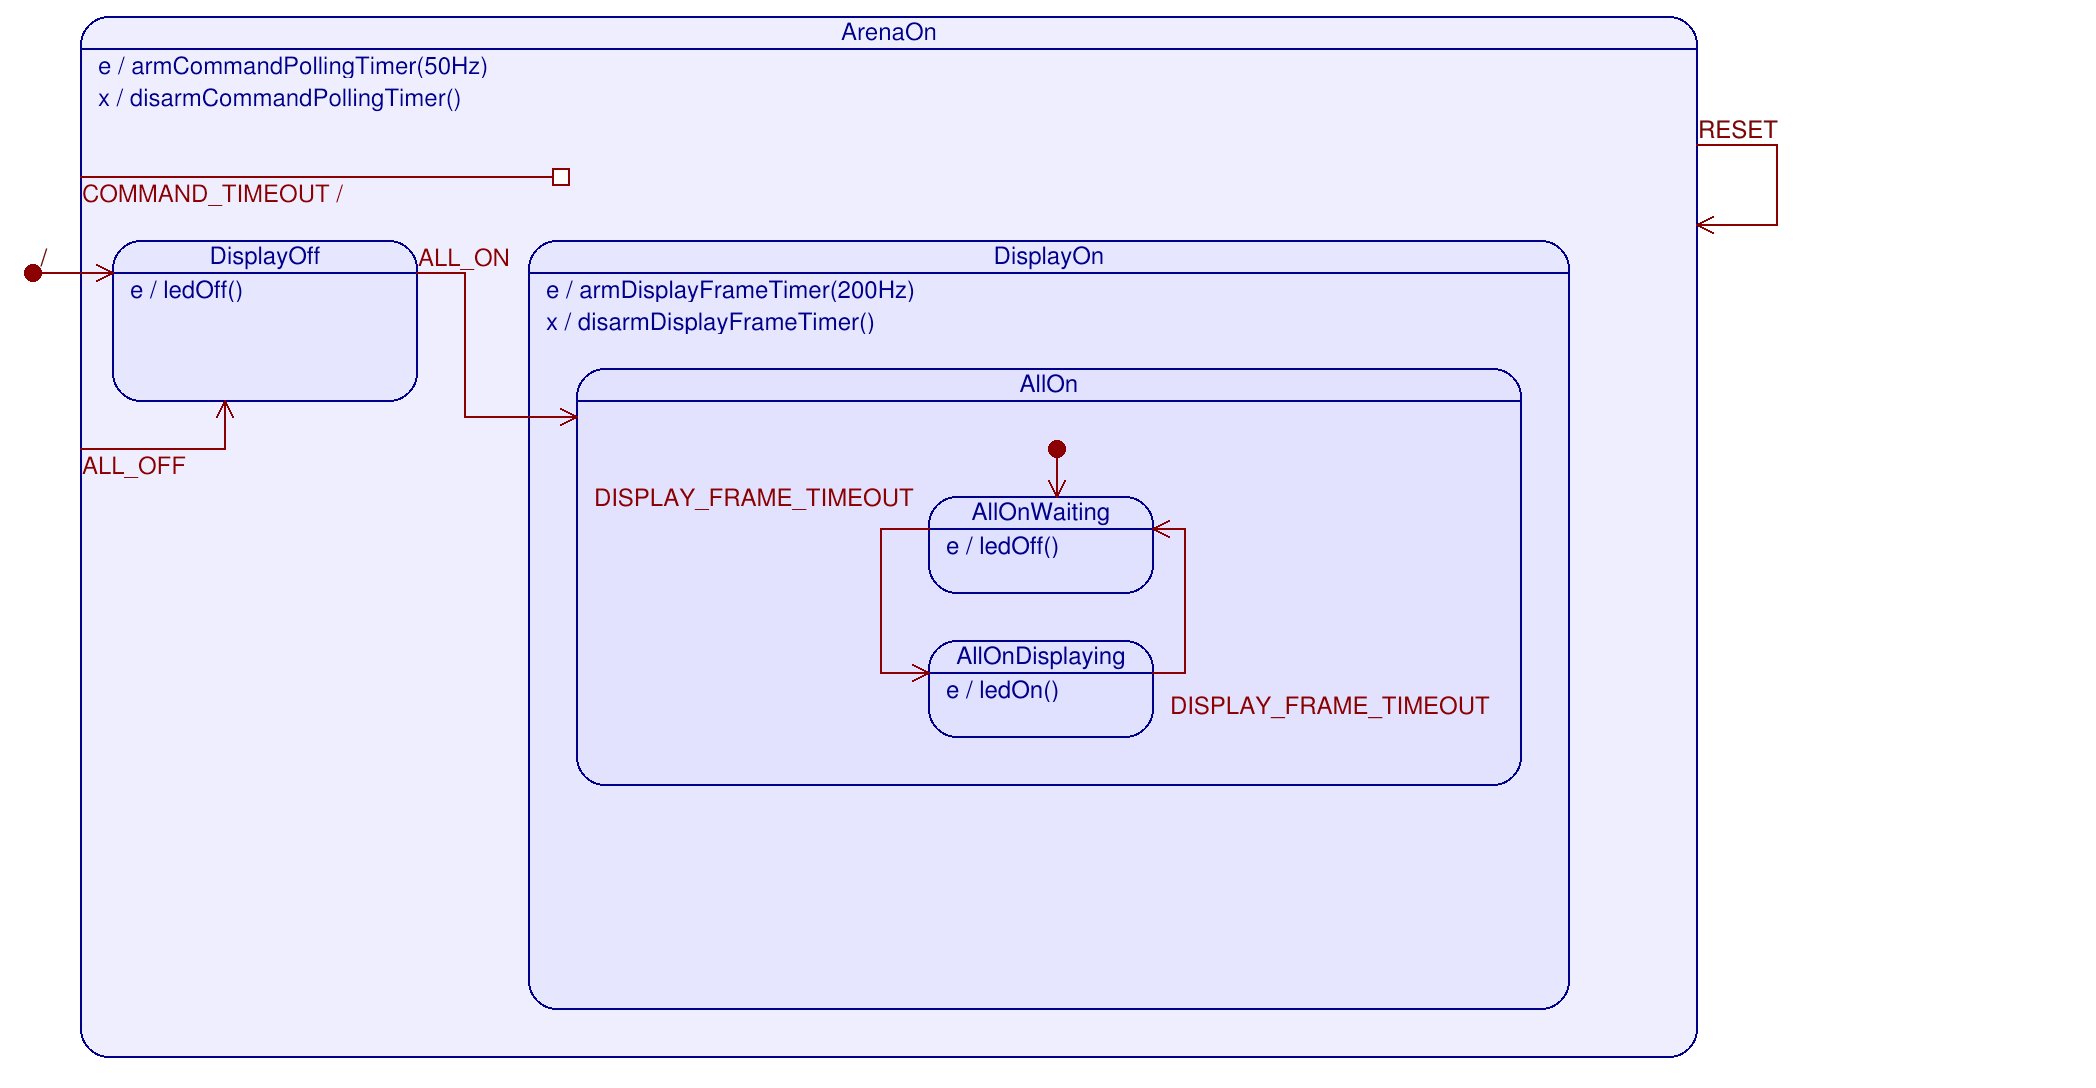 ArenaOn
e / armCommandPollingTimer(50Hz)
x / disarmCommandPollingTimer()
RESET
COMMAND_TIMEOUT /
/
DisplayOff
e / ledOff()
ALL_ON
ALL_OFF
DisplayOn
e / armDisplayFrameTimer(200Hz)
x / disarmDisplayFrameTimer()
AllOn
DISPLAY_FRAME_TIMEOUT
AllOnWaiting
e / ledOff()
AllOnDisplaying
e / ledOn()
DISPLAY_FRAME_TIMEOUT